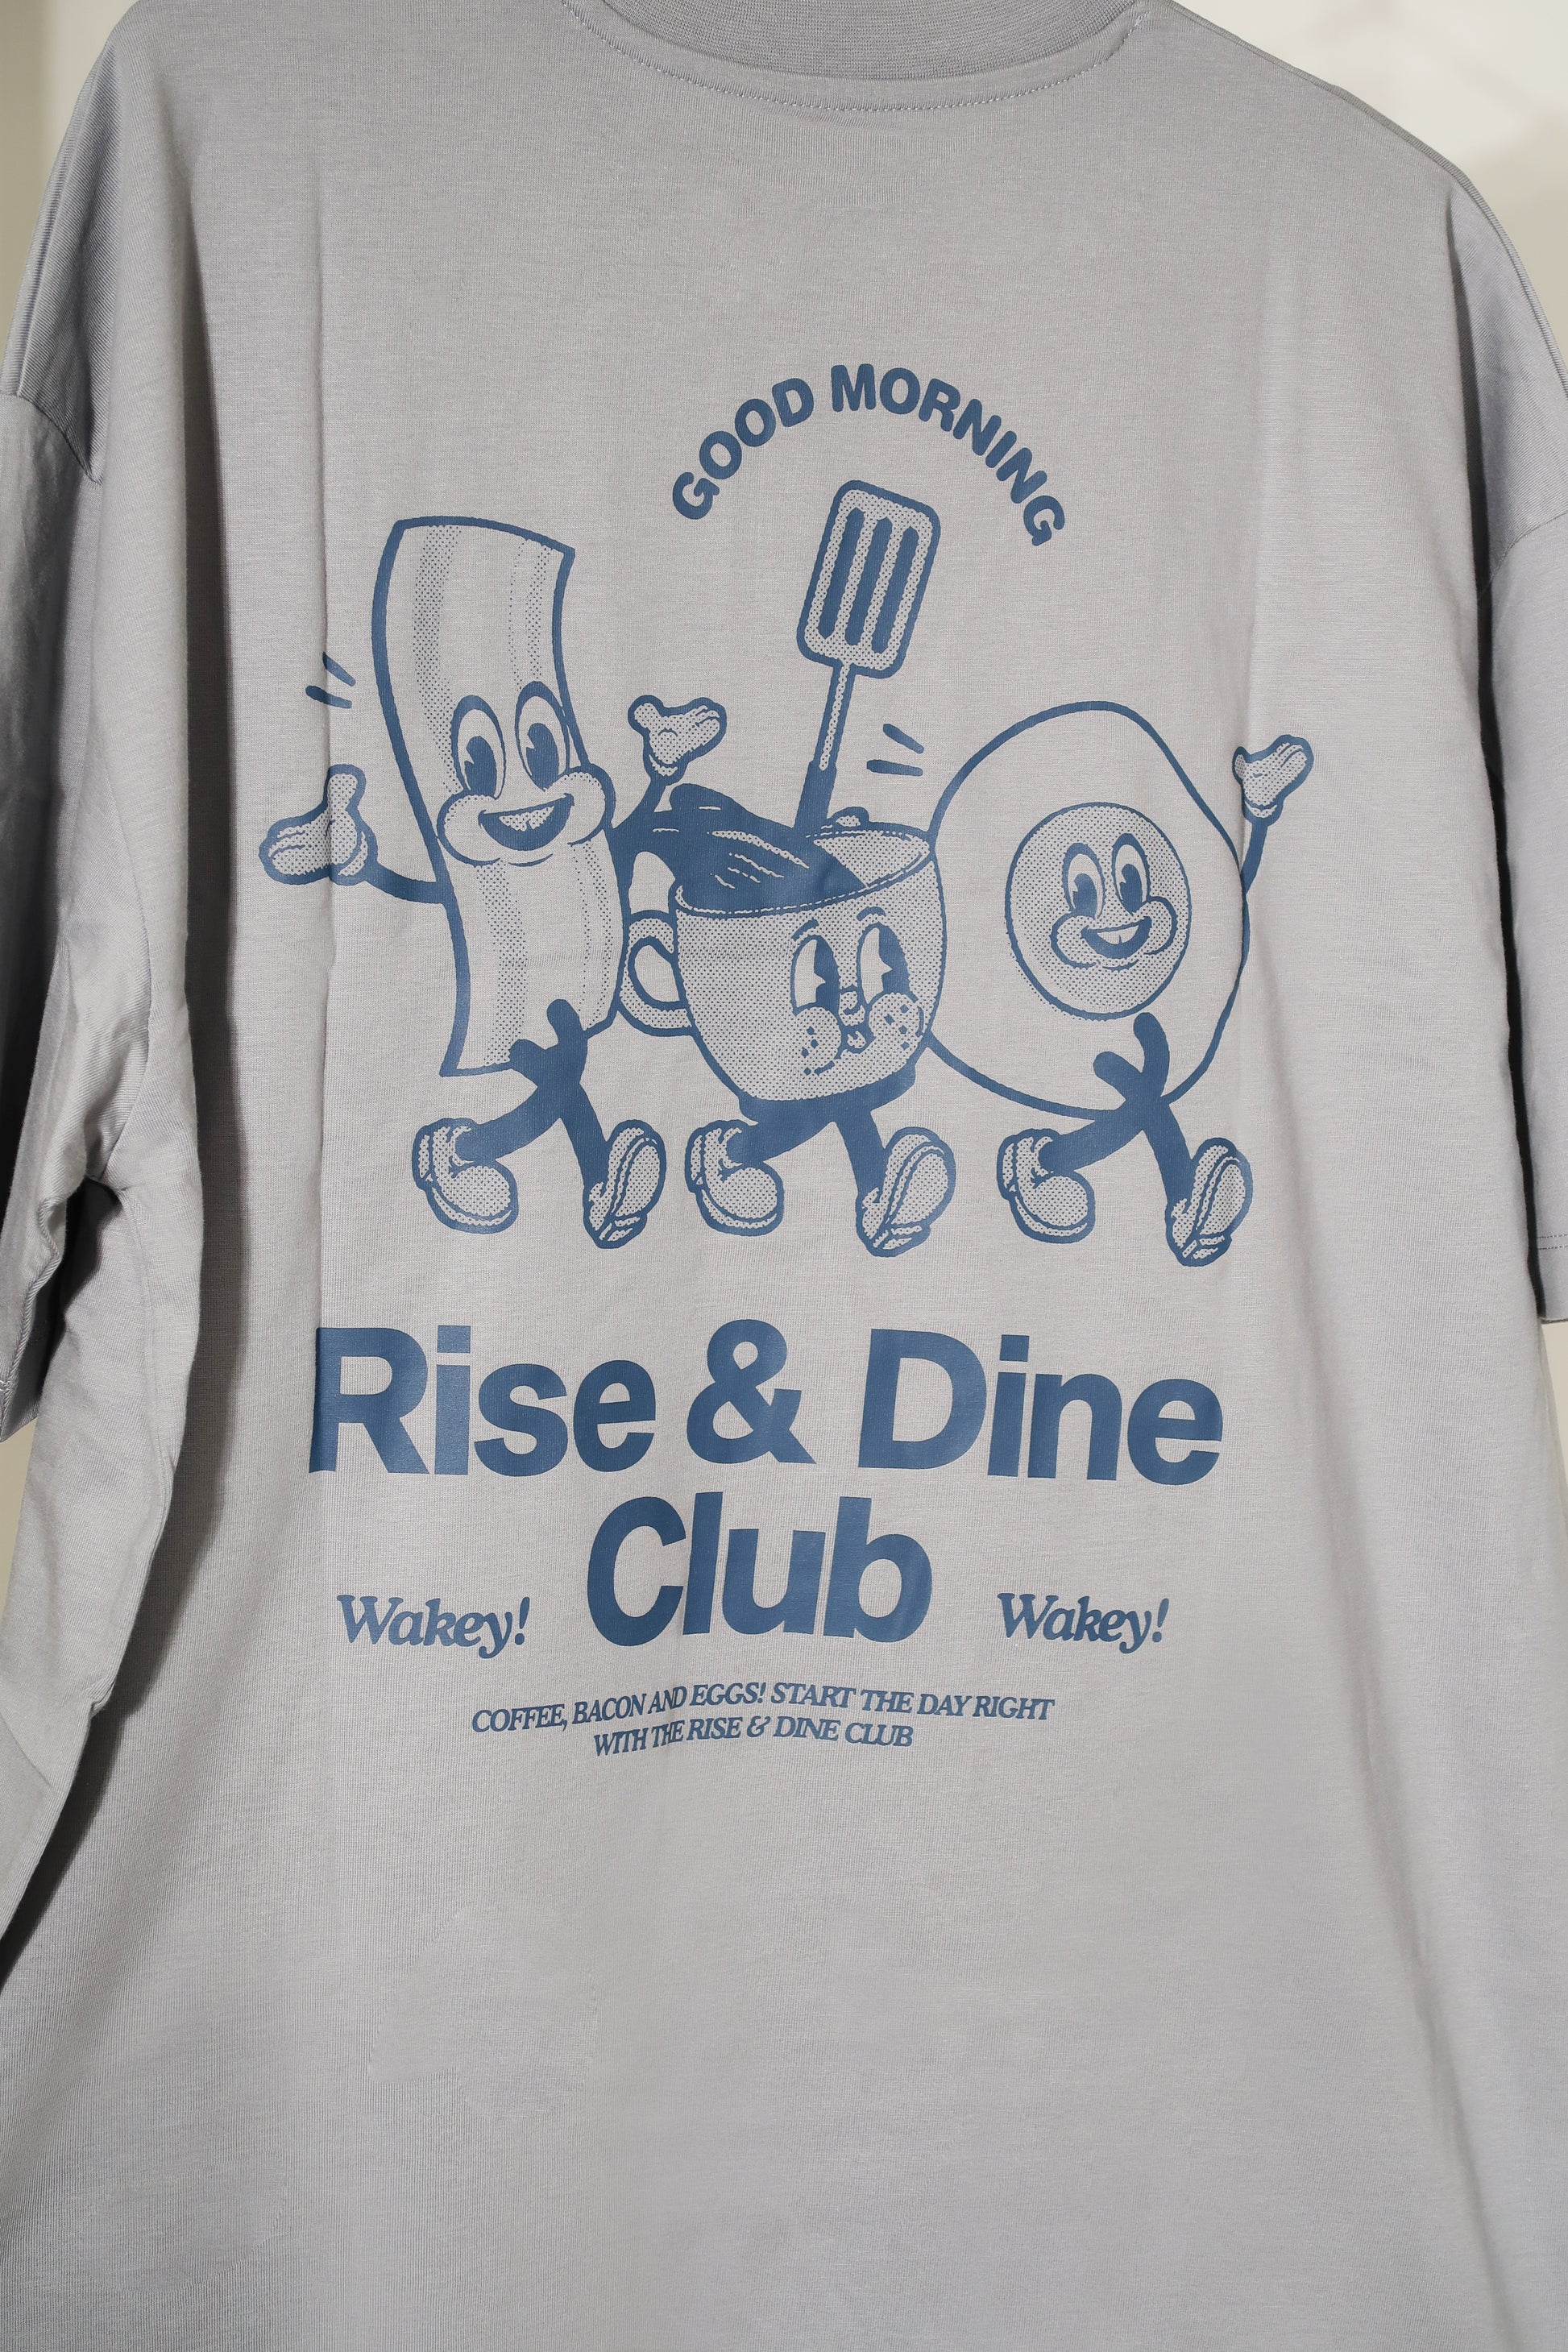 GOOD MORNING
Rise & Dine
Club
Wakey! Wakey!
COFFEE, BACON AND EGGS! START THE DAY RIGHT
WITH THE RISE & DINE CLUB